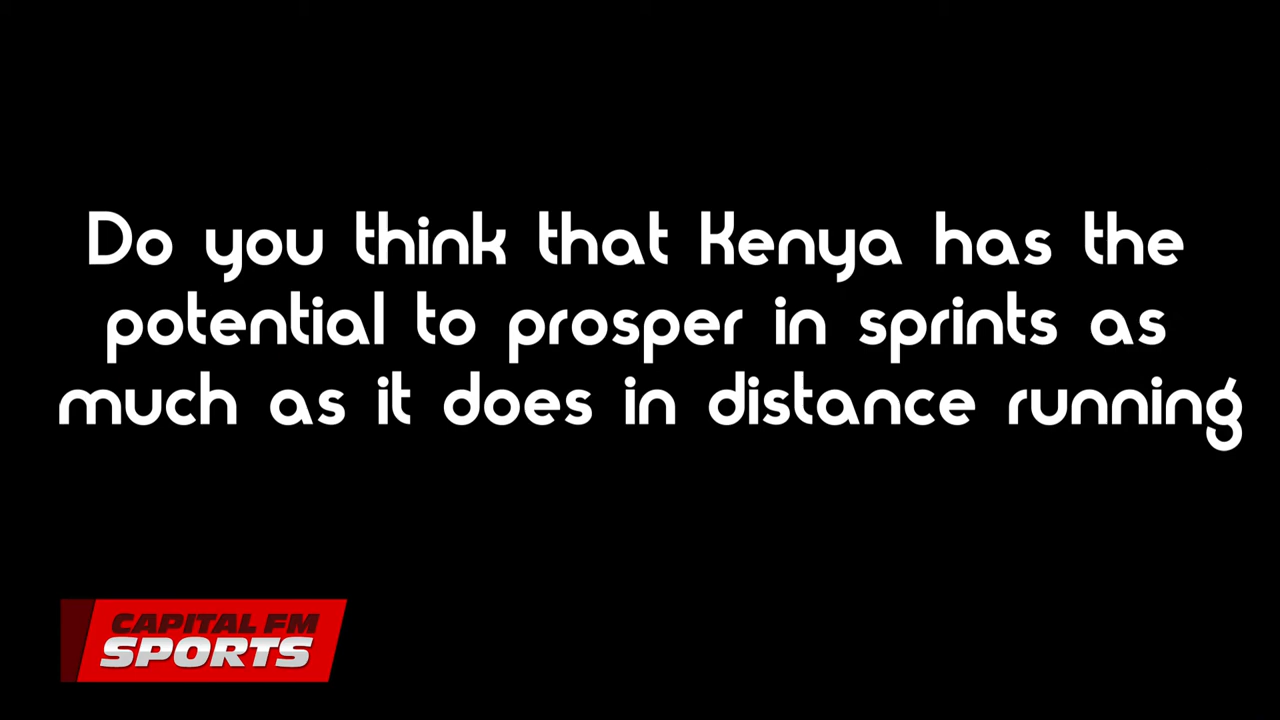 Do you think that Kenya has the
potential to prosper in sprints as
much as it does in distance running
CAPITAL FM
SPORTS